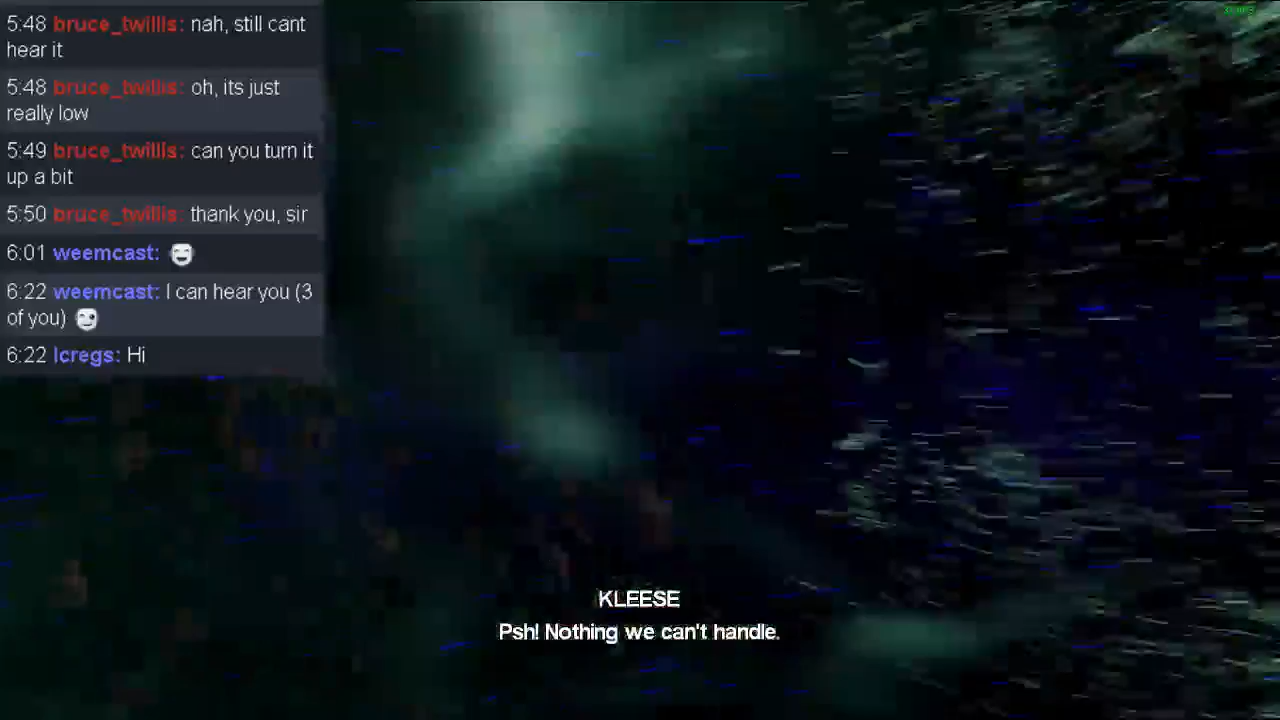 5:48 bruce_twillis: nah, still cant
hear it
5:48 bruce_twillis: oh, its just
really low
5:49 bruce_twillis: can you turn it
up a bit
5:50 bruce_twillis: thank you, sir
6:01 weemcast:
6:22 weemcast: I can hear you (3
of you)
6:22 lcregs: Hi
KLEESE
Psh! Nothing we can't handle.